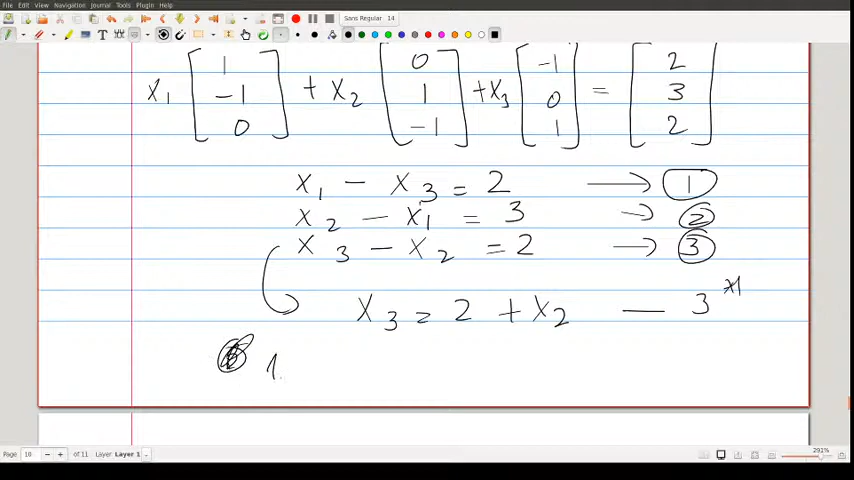 File Edit View Navigation Journal Tools Plugin Help
Sans Regular 14
x₁ [1 -1 0] + x₂ [0 1 -1] + x₃ [-1 0 1] = [2 3 2]
x₁ - x₃ = 2 → ①
x₂ - x₁ = 3 → ②
x₃ - x₂ = 2 → ③
x₃ = 2 + x₂ — 3*
1
Page 10 of 11 Layer Layer 1 291%